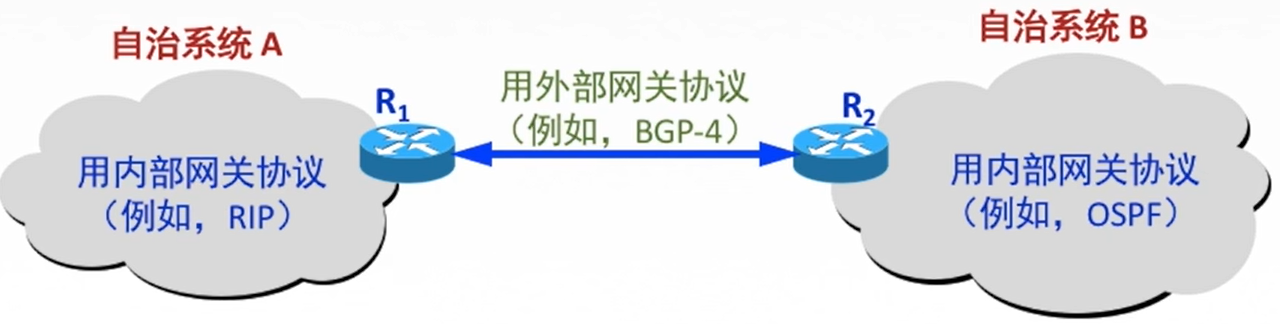 自治系统 A
自治系统 B
R1
用外部网关协议
（例如，BGP-4）
R2
用内部网关协议
（例如，RIP）
用内部网关协议
（例如，OSPF）